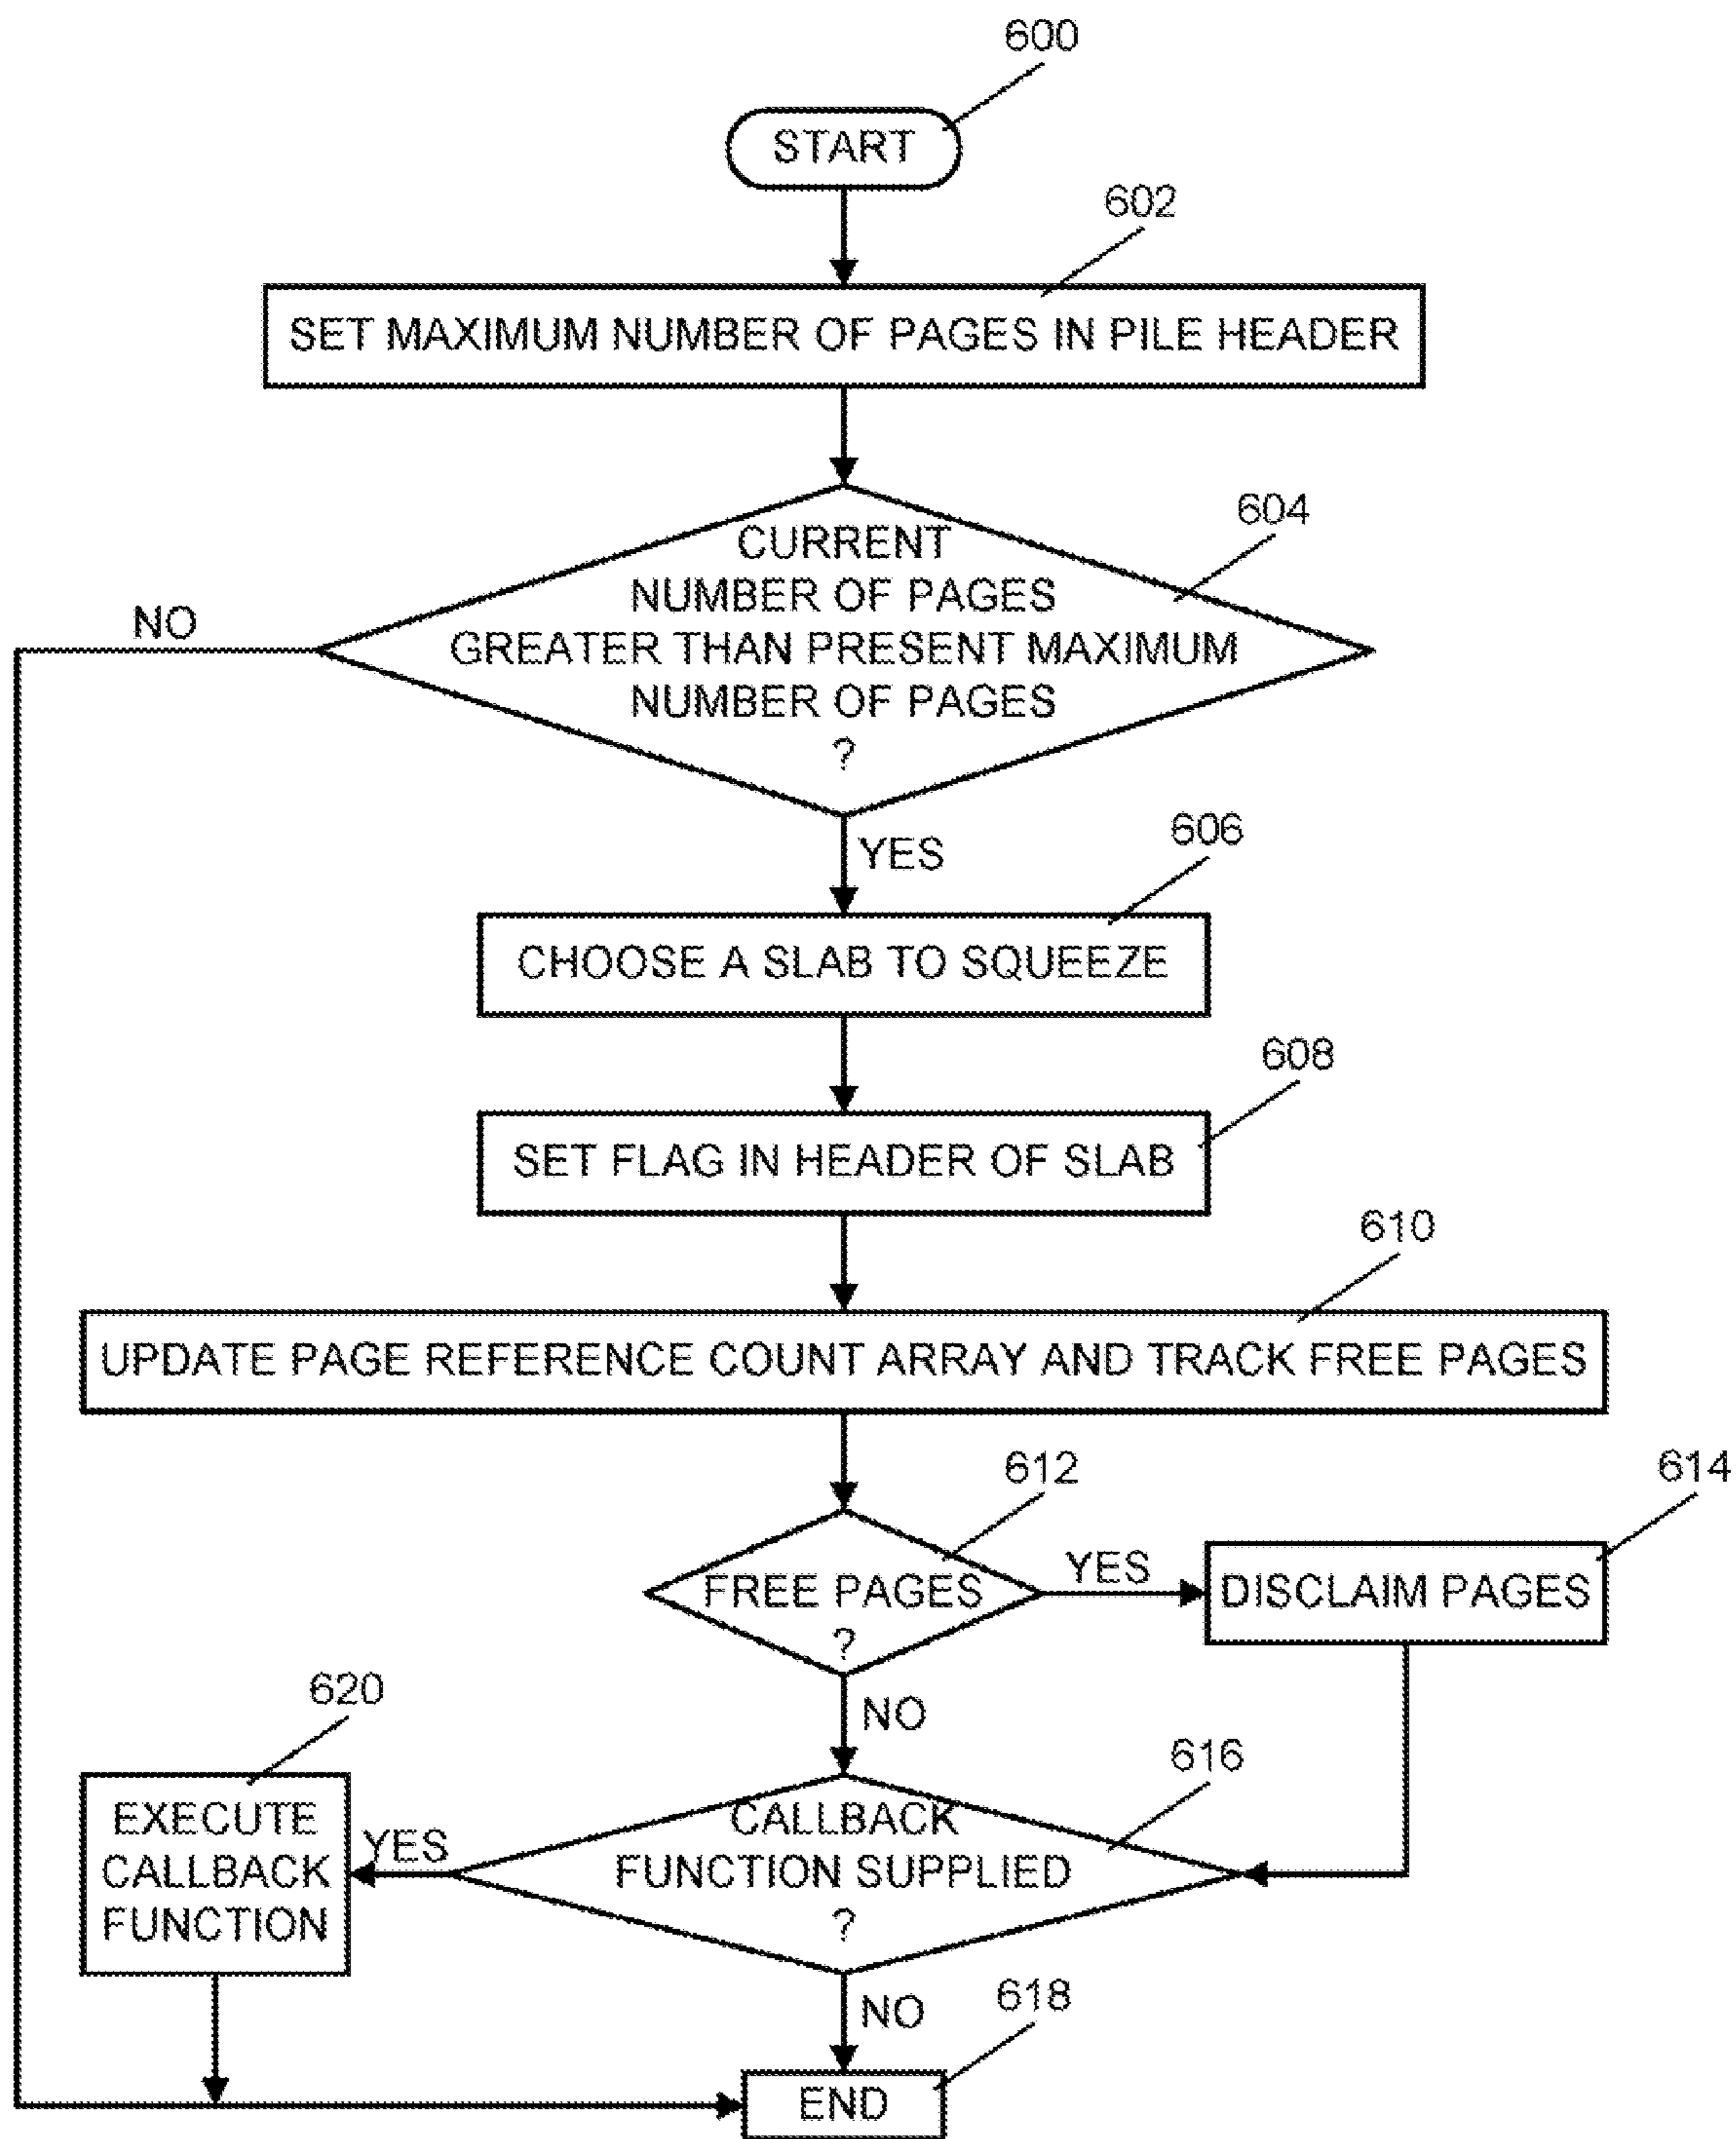 600
START
602
SET MAXIMUM NUMBER OF PAGES IN PILE HEADER
604
CURRENT
NUMBER OF PAGES
GREATER THAN PRESENT MAXIMUM
NUMBER OF PAGES
?
NO
YES
606
CHOOSE A SLAB TO SQUEEZE
608
SET FLAG IN HEADER OF SLAB
610
UPDATE PAGE REFERENCE COUNT ARRAY AND TRACK FREE PAGES
612
FREE PAGES
?
YES
614
DISCLAIM PAGES
NO
616
CALLBACK
FUNCTION SUPPLIED
?
YES
620
EXECUTE
CALLBACK
FUNCTION
NO
618
END